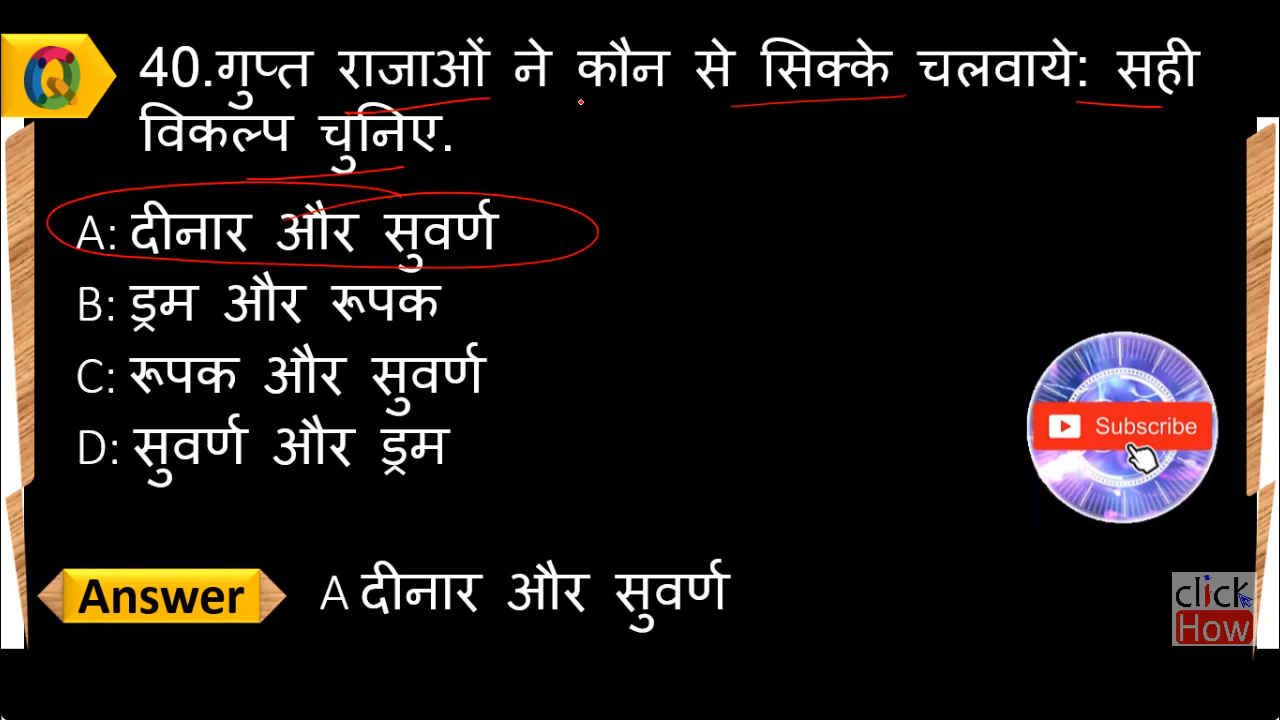 40.गुप्त राजाओं ने कौन से सिक्के चलवाये: सही
विकल्प चुनिए.
A: दीनार और सुवर्ण
B: ड्रम और रूपक
C: रूपक और सुवर्ण
D: सुवर्ण और ड्रम
Subscribe
Answer A दीनार और सुवर्ण
click
How